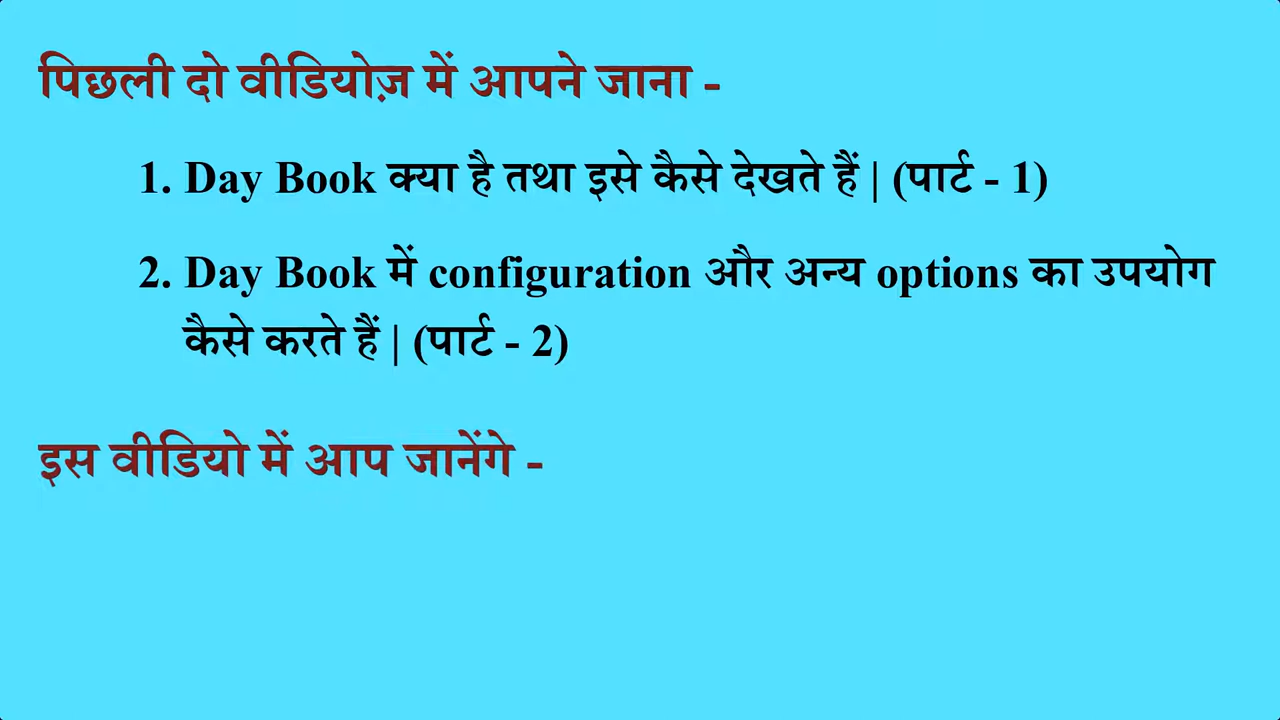 पिछली दो वीडियोज़ में आपने जाना -
1. Day Book क्या है तथा इसे कैसे देखते हैं | (पार्ट - 1)
2. Day Book में configuration और अन्य options का उपयोग
कैसे करते हैं | (पार्ट - 2)
इस वीडियो में आप जानेंगे -